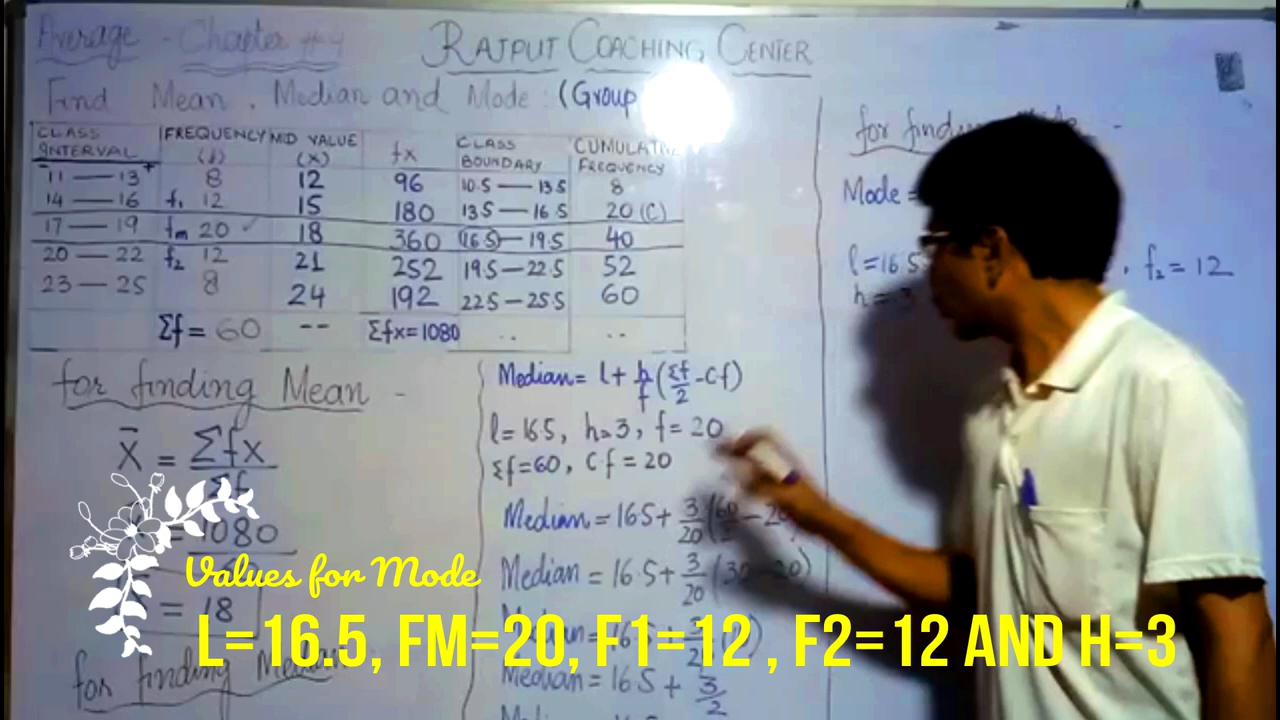 Average - Chapter #4
RAJPUT COACHING CENTER
Find Mean, Median and Mode: (Group
CLASS INTERVAL | FREQUENCY (f) | MID VALUE (X) | fx | CLASS BOUNDARY | CUMULATIVE FREQUENCY
11 — 13 | 8 | 12 | 96 | 10.5 — 13.5 | 8
14 — 16 | f₁ 12 | 15 | 180 | 13.5 — 16.5 | 20 (C)
17 — 19 | fm 20 ✓ | 18 | 360 | 16.5 — 19.5 | 40
20 — 22 | f₂ 12 | 21 | 252 | 19.5 — 22.5 | 52
23 — 25 | 8 | 24 | 192 | 22.5 — 25.5 | 60
Σf = 60 | -- | Σfx=1080 | .. | ..
for finding Mean -
X̄ = Σfx
Σf
= 1080
= 18
for finding
Median = l + h/f (Σf/2 - Cf)
l = 16.5, h=3, f= 20
Σf=60, Cf = 20
Median = 16.5 + 3/20 (60
Median = 16.5 + 3/20 (30 - 20)
Median = 16.5 +
Median = 16.5 + 3/2
for finding
Mode =
l=16.5
, f₂ = 12
h = 3
Values for Mode
L=16.5, FM=20, F1=12 , F2=12 AND H=3